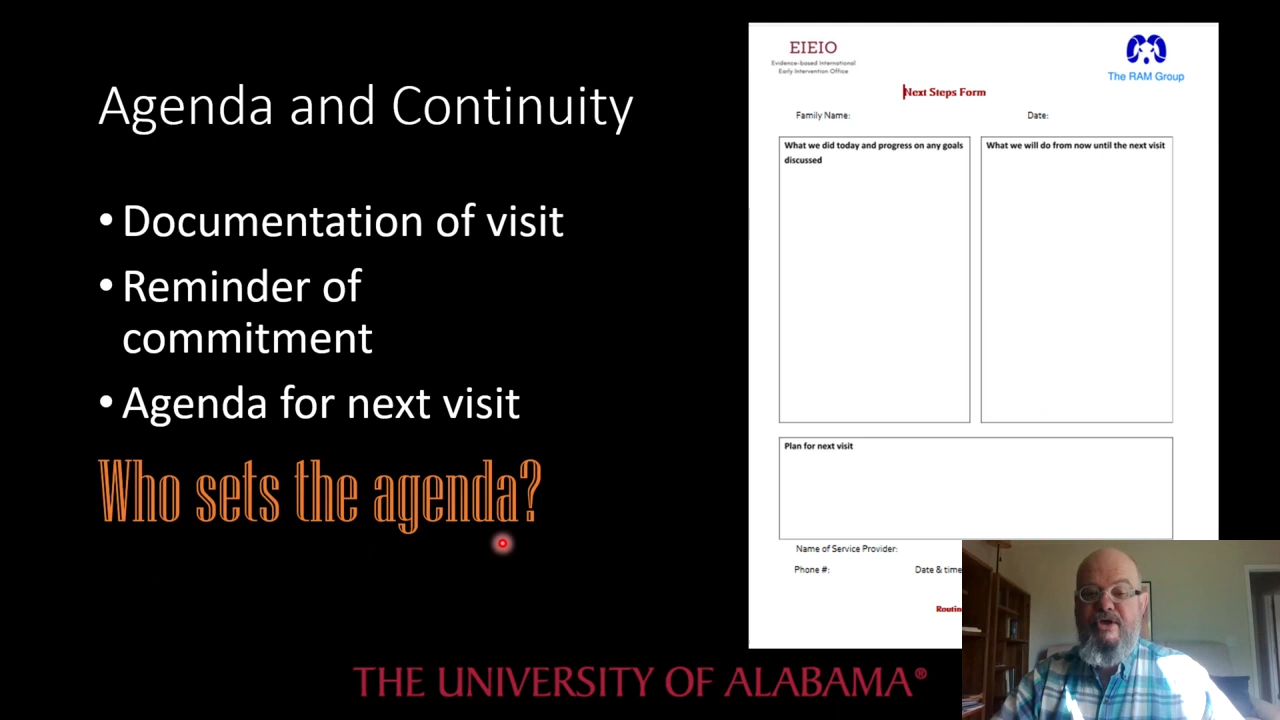 Agenda and Continuity
• Documentation of visit
• Reminder of
commitment
• Agenda for next visit
Who sets the agenda?
EIEIO
Evidence-based International
Early Intervention Office
The RAM Group
Next Steps Form
Family Name:
Date:
What we did today and progress on any goals
discussed
What we will do from now until the next visit
Plan for next visit
Name of Service Provider:
Phone #:
Date & time
THE UNIVERSITY OF ALABAMA®